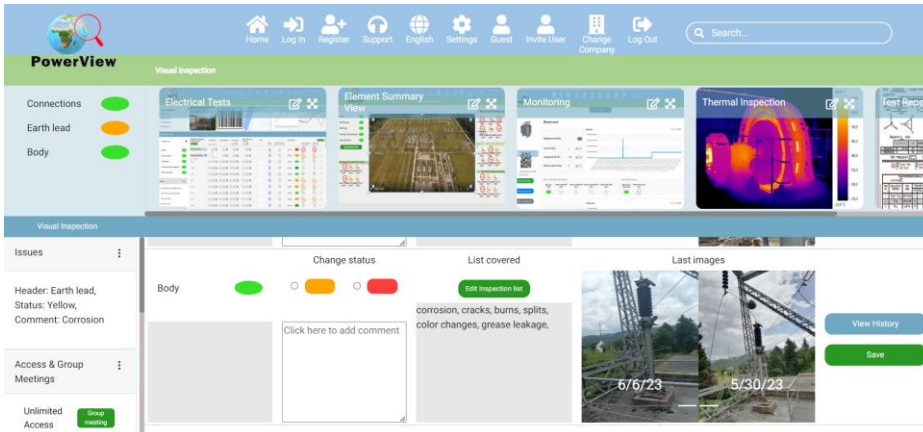 PowerView
Home
Log In
Register
Support
English
Settings
Guest
Invite User
Change
Company
Log Out
Search...
Visual Inspection
Connections
Earth lead
Body
Electrical Tests
Element Summary
View
Monitoring
Thermal Inspection
Test Repo
Visual Inspection
Issues
Header: Earth lead,
Status: Yellow,
Comment: Corrosion
Access & Group
Meetings
Unlimited
Access
Group
meeting
Change status
List covered
Last images
Body
Edit Inspection list
Click here to add comment
corrosion, cracks, burns, splits,
color changes, grease leakage,
6/6/23
5/30/23
View History
Save